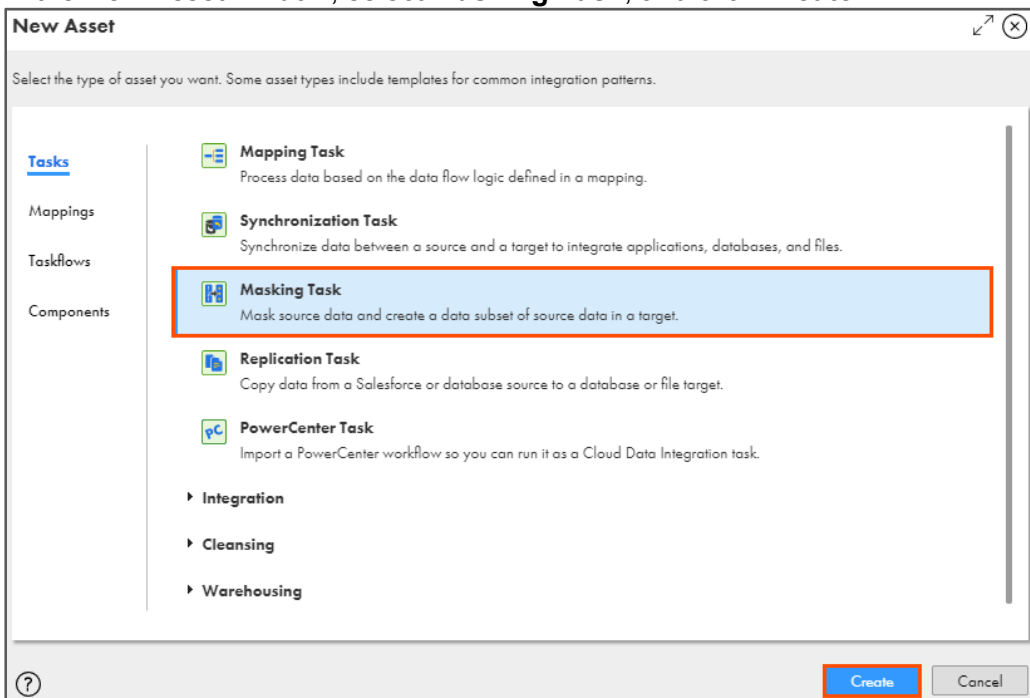 New Asset
Select the type of asset you want. Some asset types include templates for common integration patterns.
Tasks
Mappings
Taskflows
Components
Mapping Task
Process data based on the data flow logic defined in a mapping.
Synchronization Task
Synchronize data between a source and a target to integrate applications, databases, and files.
Masking Task
Mask source data and create a data subset of source data in a target.
Replication Task
Copy data from a Salesforce or database source to a database or file target.
PowerCenter Task
Import a PowerCenter workflow so you can run it as a Cloud Data Integration task.
Integration
Cleansing
Warehousing
Create
Cancel